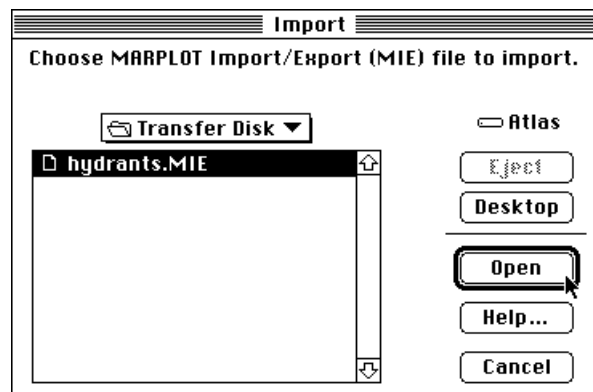 Import
Choose MARPLOT Import/Export (MIE) file to import.
Transfer Disk
hydrants.MIE
Atlas
Eject
Desktop
Open
Help...
Cancel